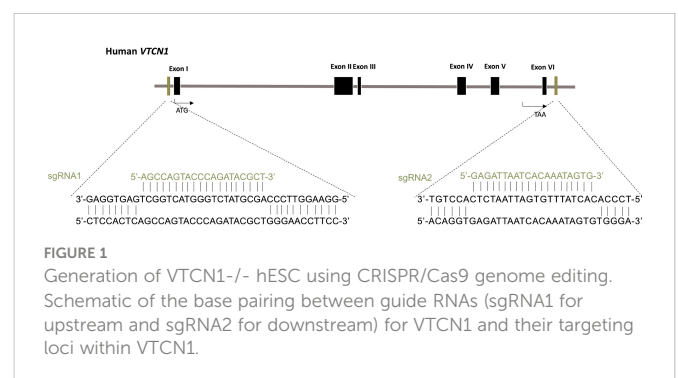 Human VTCN1
Exon I Exon II Exon III Exon IV Exon V Exon VI
ATG TAA
sgRNA1 5'-AGCCAGTACCCAGATACGCT-3'
3'-GAGGTGAGTCGGTCATGGGTCTATGCGACCCTTGGAAGG-5'
5'-CTCCACTCAGCCAGTACCCAGATACGCTGGGAACCTTCC-3'
sgRNA2 5'-GAGATTAATCACAAATAGTG-3'
3'-TGTCCACTCTAATTAGTGTTTATCACACCCT-5'
5'-ACAGGTGAGATTAATCACAAATAGTGTGGGA-3'
FIGURE 1
Generation of VTCN1-/- hESC using CRISPR/Cas9 genome editing.
Schematic of the base pairing between guide RNAs (sgRNA1 for
upstream and sgRNA2 for downstream) for VTCN1 and their targeting
loci within VTCN1.